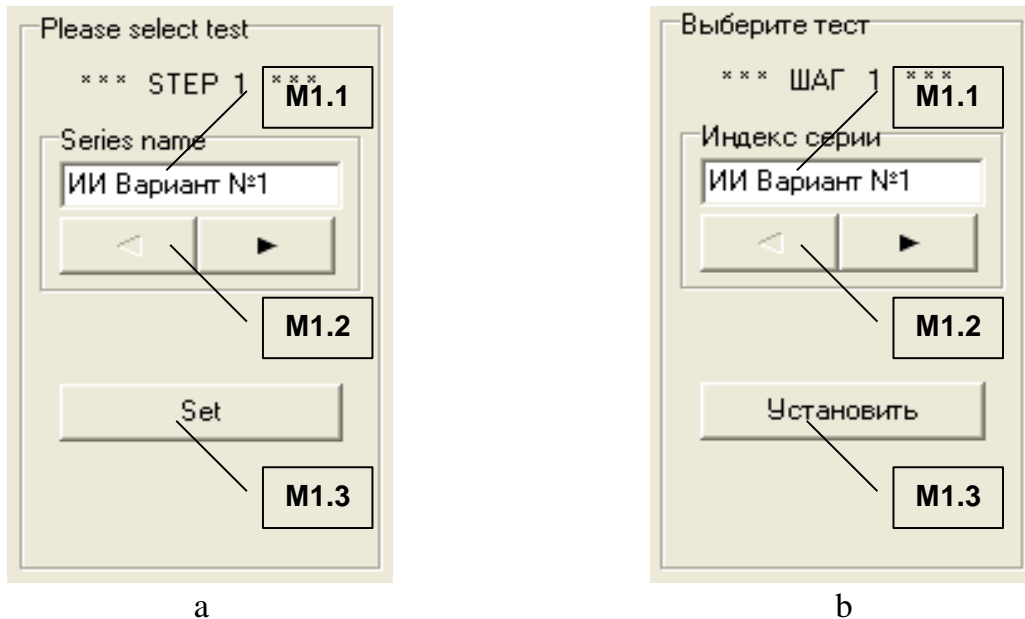 Please select test
*** STEP 1 ***
M1.1
Series name
ИИ Вариант №1
M1.2
Set
M1.3
a
Выберите тест
*** ШАГ 1 ***
M1.1
Индекс серии
ИИ Вариант №1
M1.2
Установить
M1.3
b